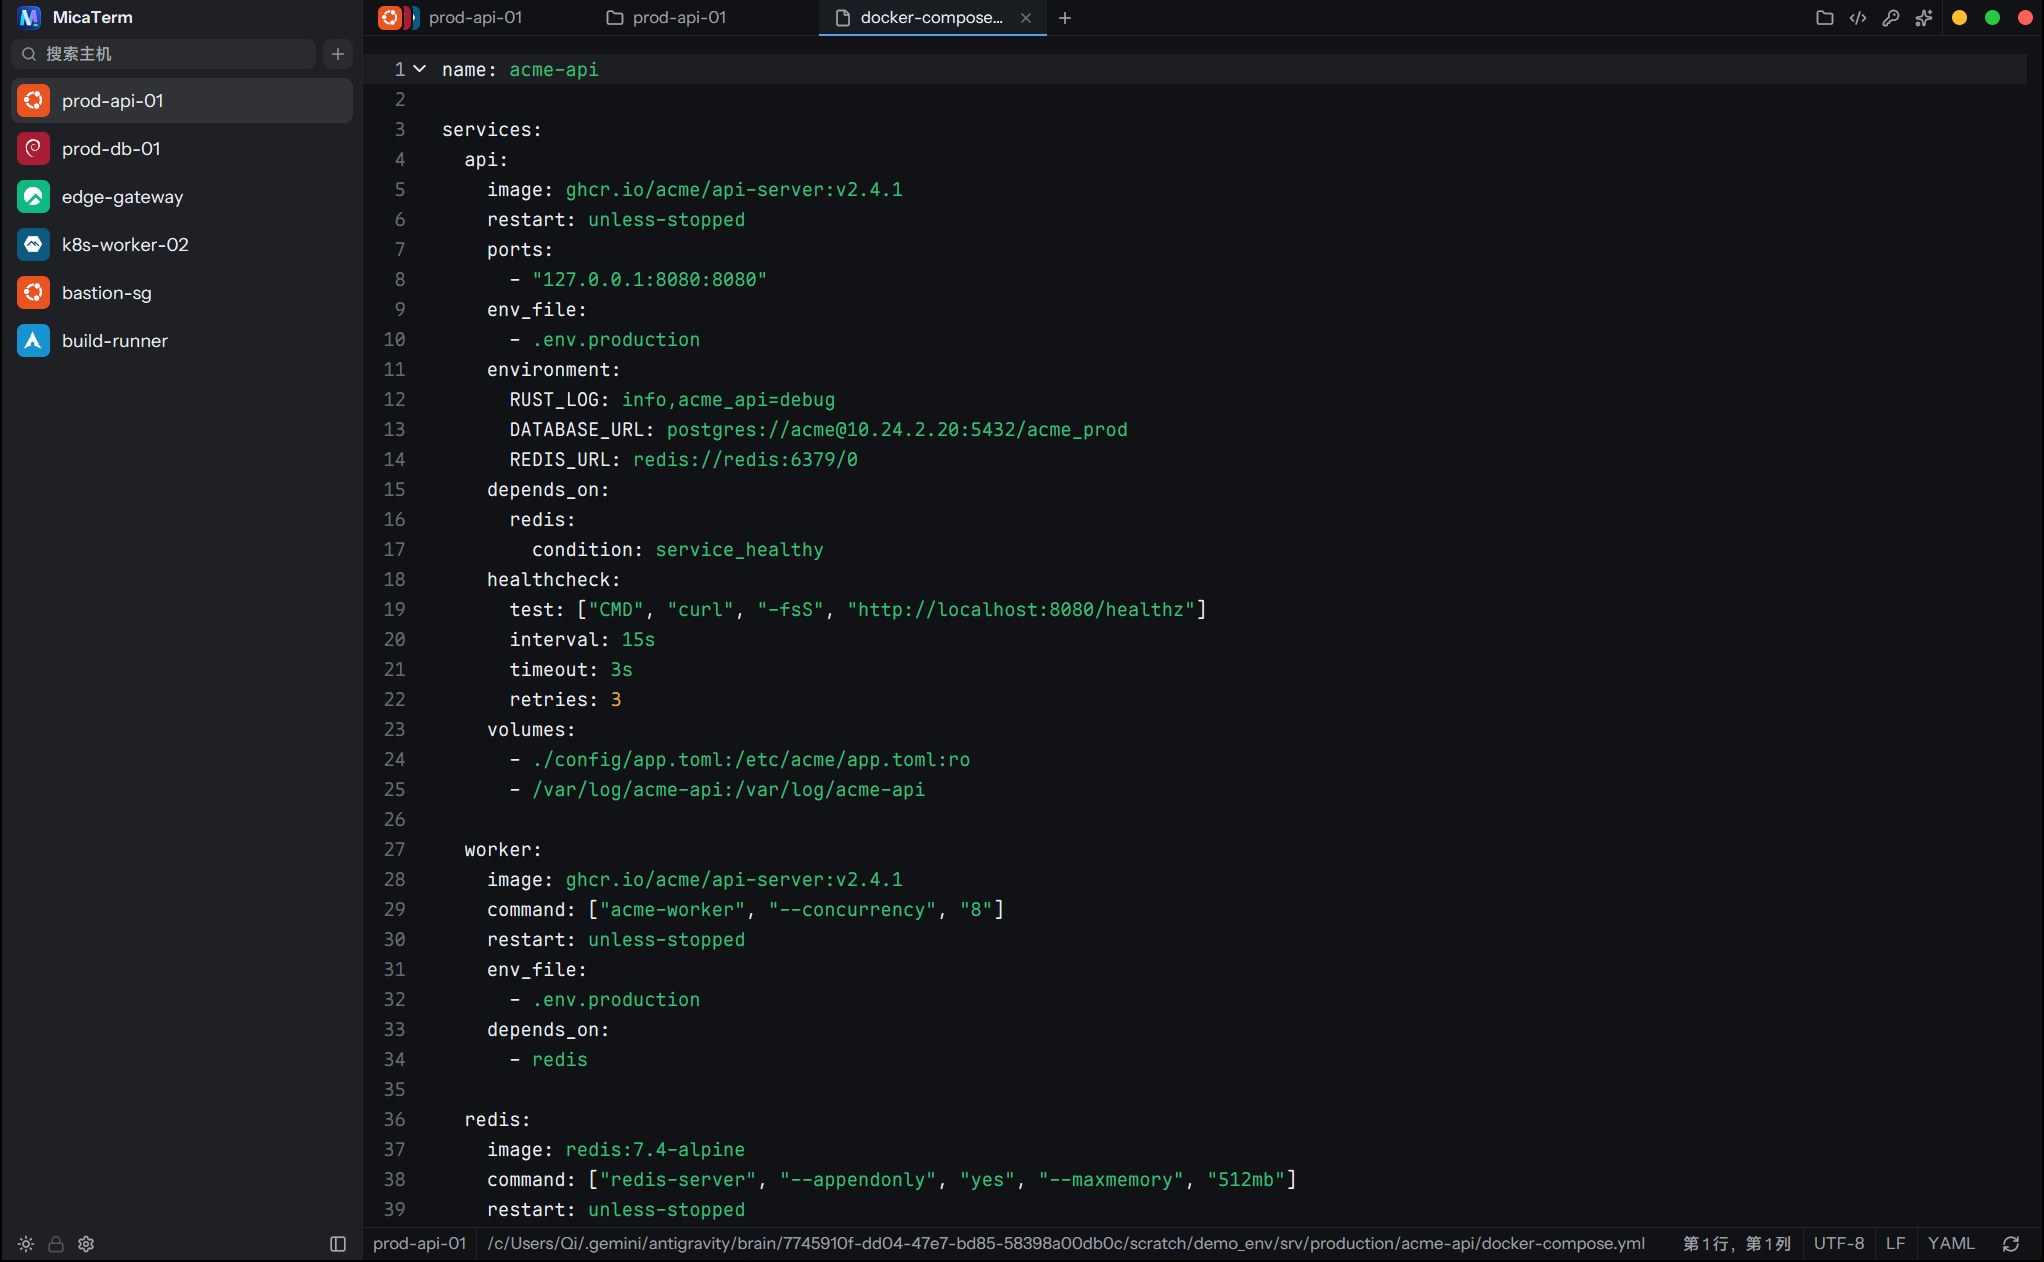 MicaTerm
prod-api-01
prod-api-01
docker-compose...
搜索主机
prod-api-01
prod-db-01
edge-gateway
k8s-worker-02
bastion-sg
build-runner
1 name: acme-api
2
3 services:
4 api:
5 image: ghcr.io/acme/api-server:v2.4.1
6 restart: unless-stopped
7 ports:
8 - "127.0.0.1:8080:8080"
9 env_file:
10 - .env.production
11 environment:
12 RUST_LOG: info,acme_api=debug
13 DATABASE_URL: postgres://acme@10.24.2.20:5432/acme_prod
14 REDIS_URL: redis://redis:6379/0
15 depends_on:
16 redis:
17 condition: service_healthy
18 healthcheck:
19 test: ["CMD", "curl", "-fsS", "http://localhost:8080/healthz"]
20 interval: 15s
21 timeout: 3s
22 retries: 3
23 volumes:
24 - ./config/app.toml:/etc/acme/app.toml:ro
25 - /var/log/acme-api:/var/log/acme-api
26
27 worker:
28 image: ghcr.io/acme/api-server:v2.4.1
29 command: ["acme-worker", "--concurrency", "8"]
30 restart: unless-stopped
31 env_file:
32 - .env.production
33 depends_on:
34 - redis
35
36 redis:
37 image: redis:7.4-alpine
38 command: ["redis-server", "--appendonly", "yes", "--maxmemory", "512mb"]
39 restart: unless-stopped
prod-api-01
/c/Users/Qi/.gemini/antigravity/brain/7745910f-dd04-47e7-bd85-58398a00db0c/scratch/demo_env/srv/production/acme-api/docker-compose.yml
第 1 行，第 1 列
UTF-8
LF
YAML